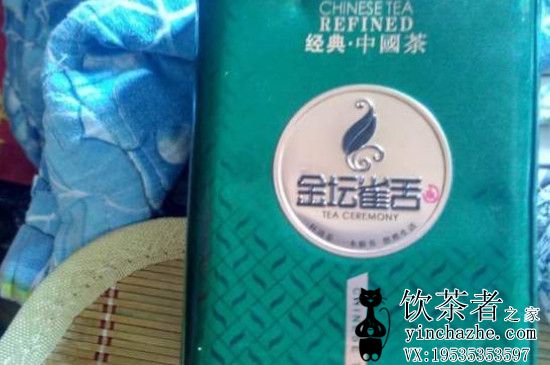 CHINESE TEA
REFINED
经典·中國茶
金坛雀舌
TEA CEREMONY
饮茶者之家
yinchazhe.com
VX:19535353597